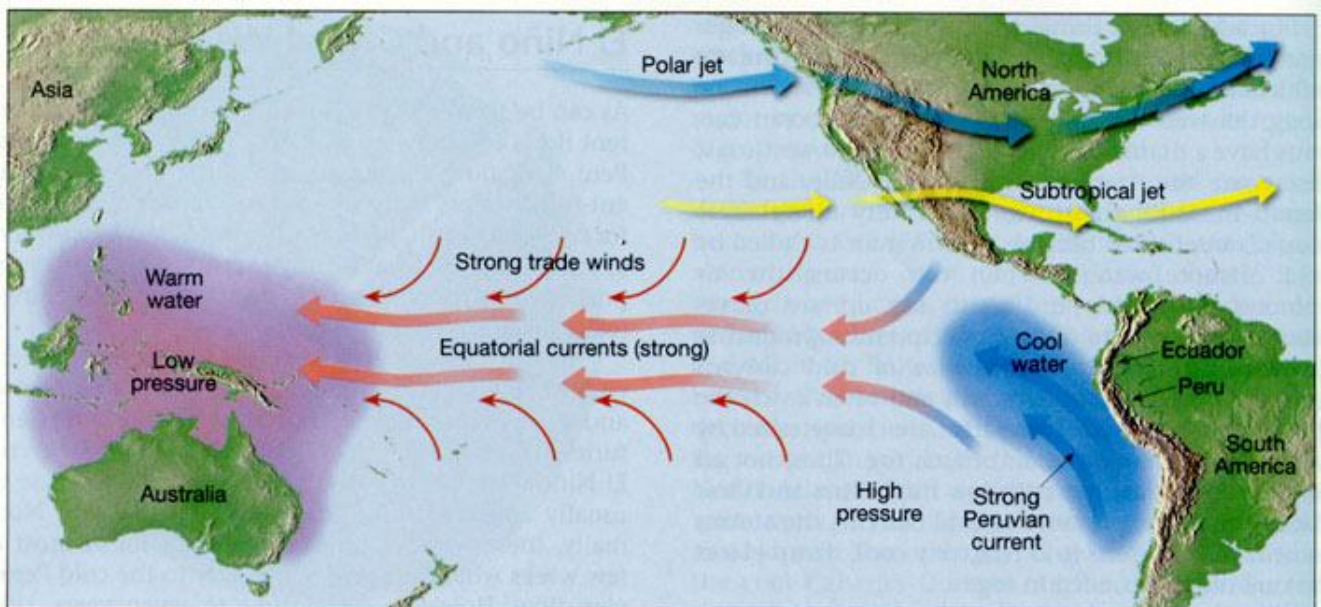 Asia
Polar jet
North
America
Subtropical jet
Warm
water
Strong trade winds
Low
pressure
Equatorial currents (strong)
Cool
water
Ecuador
Peru
South
America
Australia
High
pressure
Strong
Peruvian
current